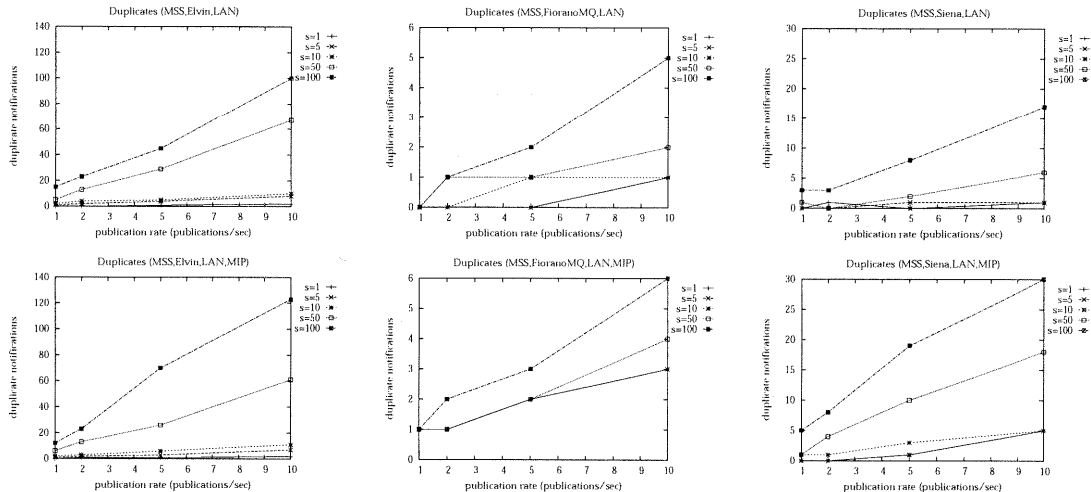 Duplicates (MSS,Elvin,LAN)
140
120
100
80
60
40
20
0
1 2 3 4 5 6 7 8 9 10
duplicate notifications
publication rate (publications/sec)
s=1
s=5
s=10
s=50
s=100
Duplicates (MSS,FioranoMQ,LAN)
6
5
4
3
2
1
0
1 2 3 4 5 6 7 8 9 10
duplicate notifications
publication rate (publications/sec)
s=1
s=5
s=10
s=50
s=100
Duplicates (MSS,Siena,LAN)
30
25
20
15
10
5
0
1 2 3 4 5 6 7 8 9 10
duplicate notifications
publication rate (publications/sec)
s=1
s=5
s=10
s=50
s=100
Duplicates (MSS,Elvin,LAN,MIP)
140
120
100
80
60
40
20
0
1 2 3 4 5 6 7 8 9 10
duplicate notifications
publication rate (publications/sec)
s=1
s=5
s=10
s=50
s=100
Duplicates (MSS,FioranoMQ,LAN,MIP)
6
5
4
3
2
1
0
1 2 3 4 5 6 7 8 9 10
duplicate notifications
publication rate (publications/sec)
s=1
s=5
s=10
s=50
s=100
Duplicates (MSS,Siena,LAN,MIP)
30
25
20
15
10
5
0
1 2 3 4 5 6 7 8 9 10
duplicate notifications
publication rate (publications/sec)
s=1
s=5
s=10
s=50
s=100